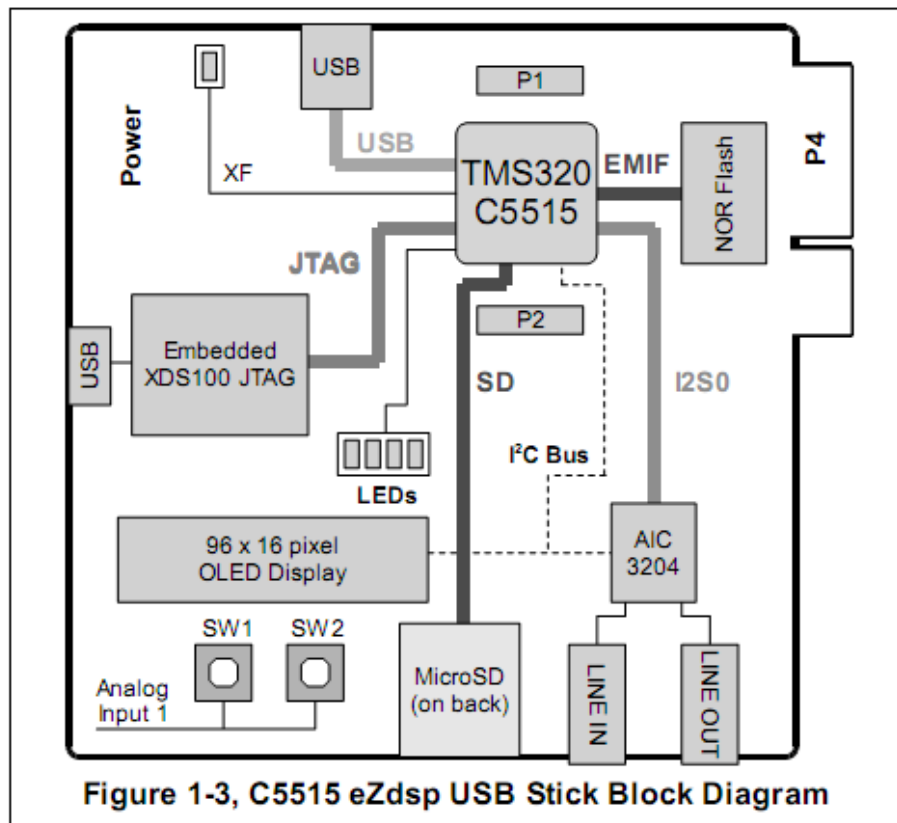 USB
P1
Power
USB
XF
TMS320
C5515
EMIF
NOR Flash
P4
JTAG
USB
Embedded
XDS100 JTAG
P2
SD
I2S0
I²C Bus
LEDs
96 x 16 pixel
OLED Display
AIC
3204
SW1
SW2
Analog
Input 1
MicroSD
(on back)
LINE IN
LINE OUT
Figure 1-3, C5515 eZdsp USB Stick Block Diagram